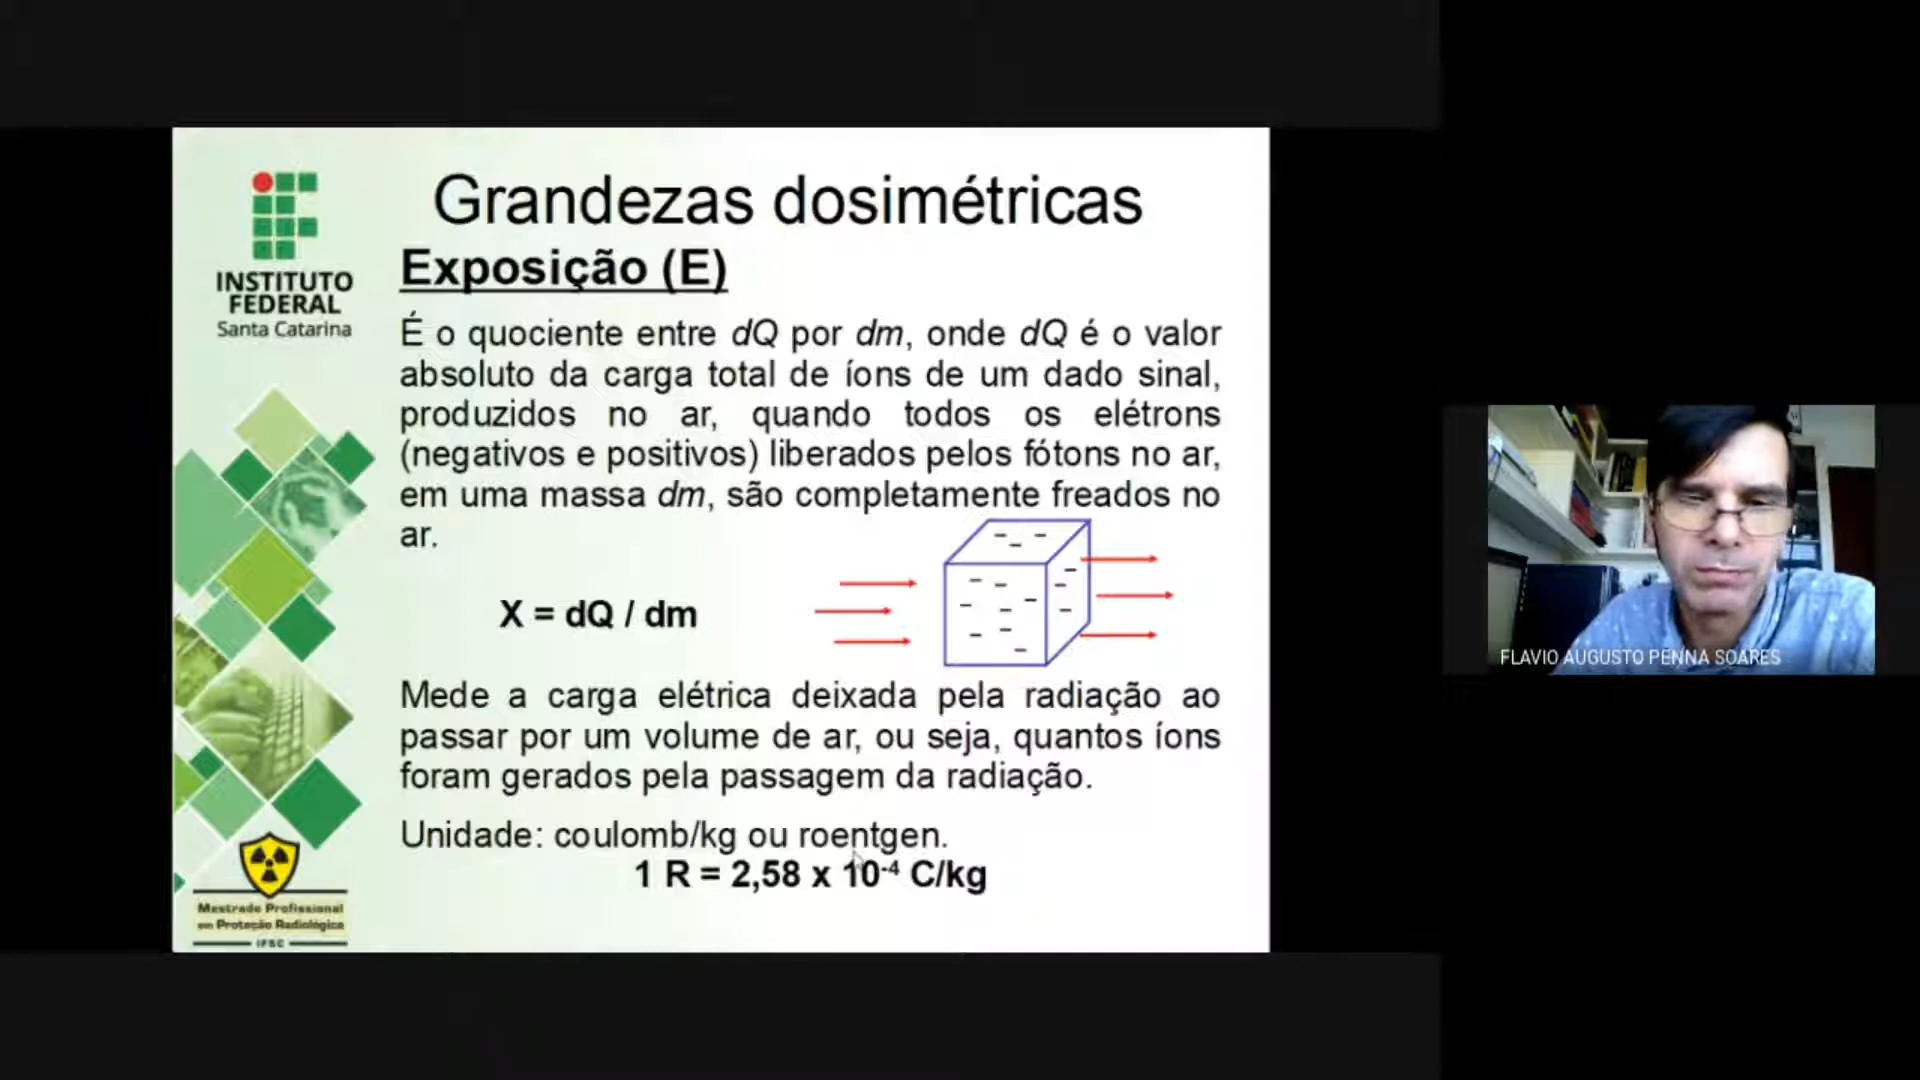 Grandezas dosimétricas
Exposição (E)
É o quociente entre dQ por dm, onde dQ é o valor
absoluto da carga total de íons de um dado sinal,
produzidos no ar, quando todos os elétrons
(negativos e positivos) liberados pelos fótons no ar,
em uma massa dm, são completamente freados no
ar.
X = dQ / dm
Mede a carga elétrica deixada pela radiação ao
passar por um volume de ar, ou seja, quantos íons
foram gerados pela passagem da radiação.
Unidade: coulomb/kg ou roentgen.
1 R = 2,58 x 10⁻⁴ C/kg
INSTITUTO
FEDERAL
Santa Catarina
Mestrado Profissional
em Proteção Radiológica
IFSC
FLAVIO AUGUSTO PENNA SOARES